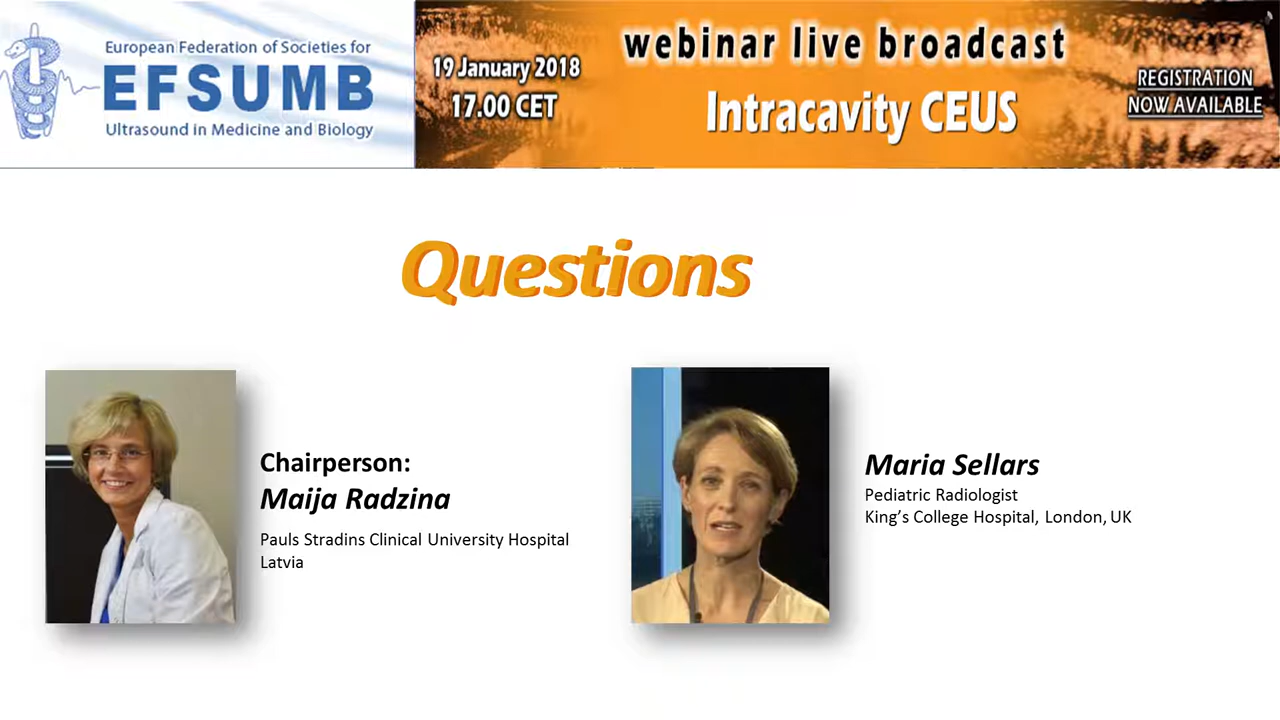 European Federation of Societies for
EFSUMB
Ultrasound in Medicine and Biology
19 January 2018
17.00 CET
webinar live broadcast
Intracavity CEUS
REGISTRATION
NOW AVAILABLE
Questions
Chairperson:
Maija Radzina
Pauls Stradins Clinical University Hospital
Latvia
Maria Sellars
Pediatric Radiologist
King’s College Hospital, London, UK